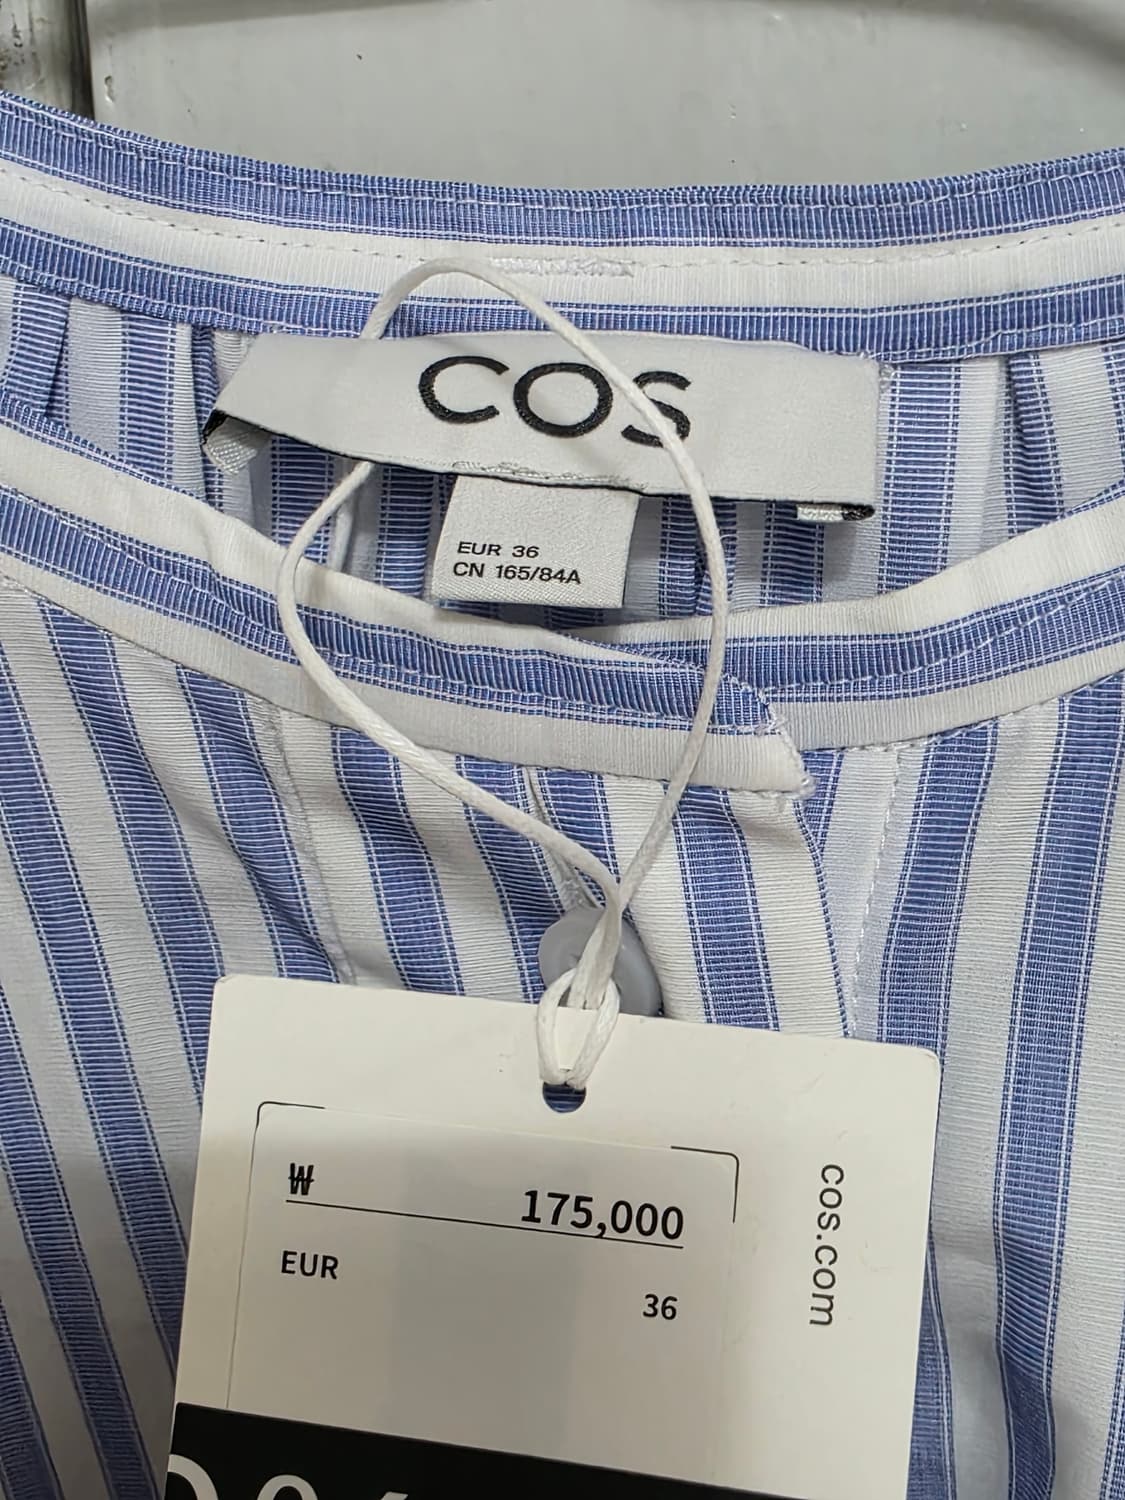 COS
EUR 36
CN 165/84A
₩ 175,000
EUR
36
cos.com